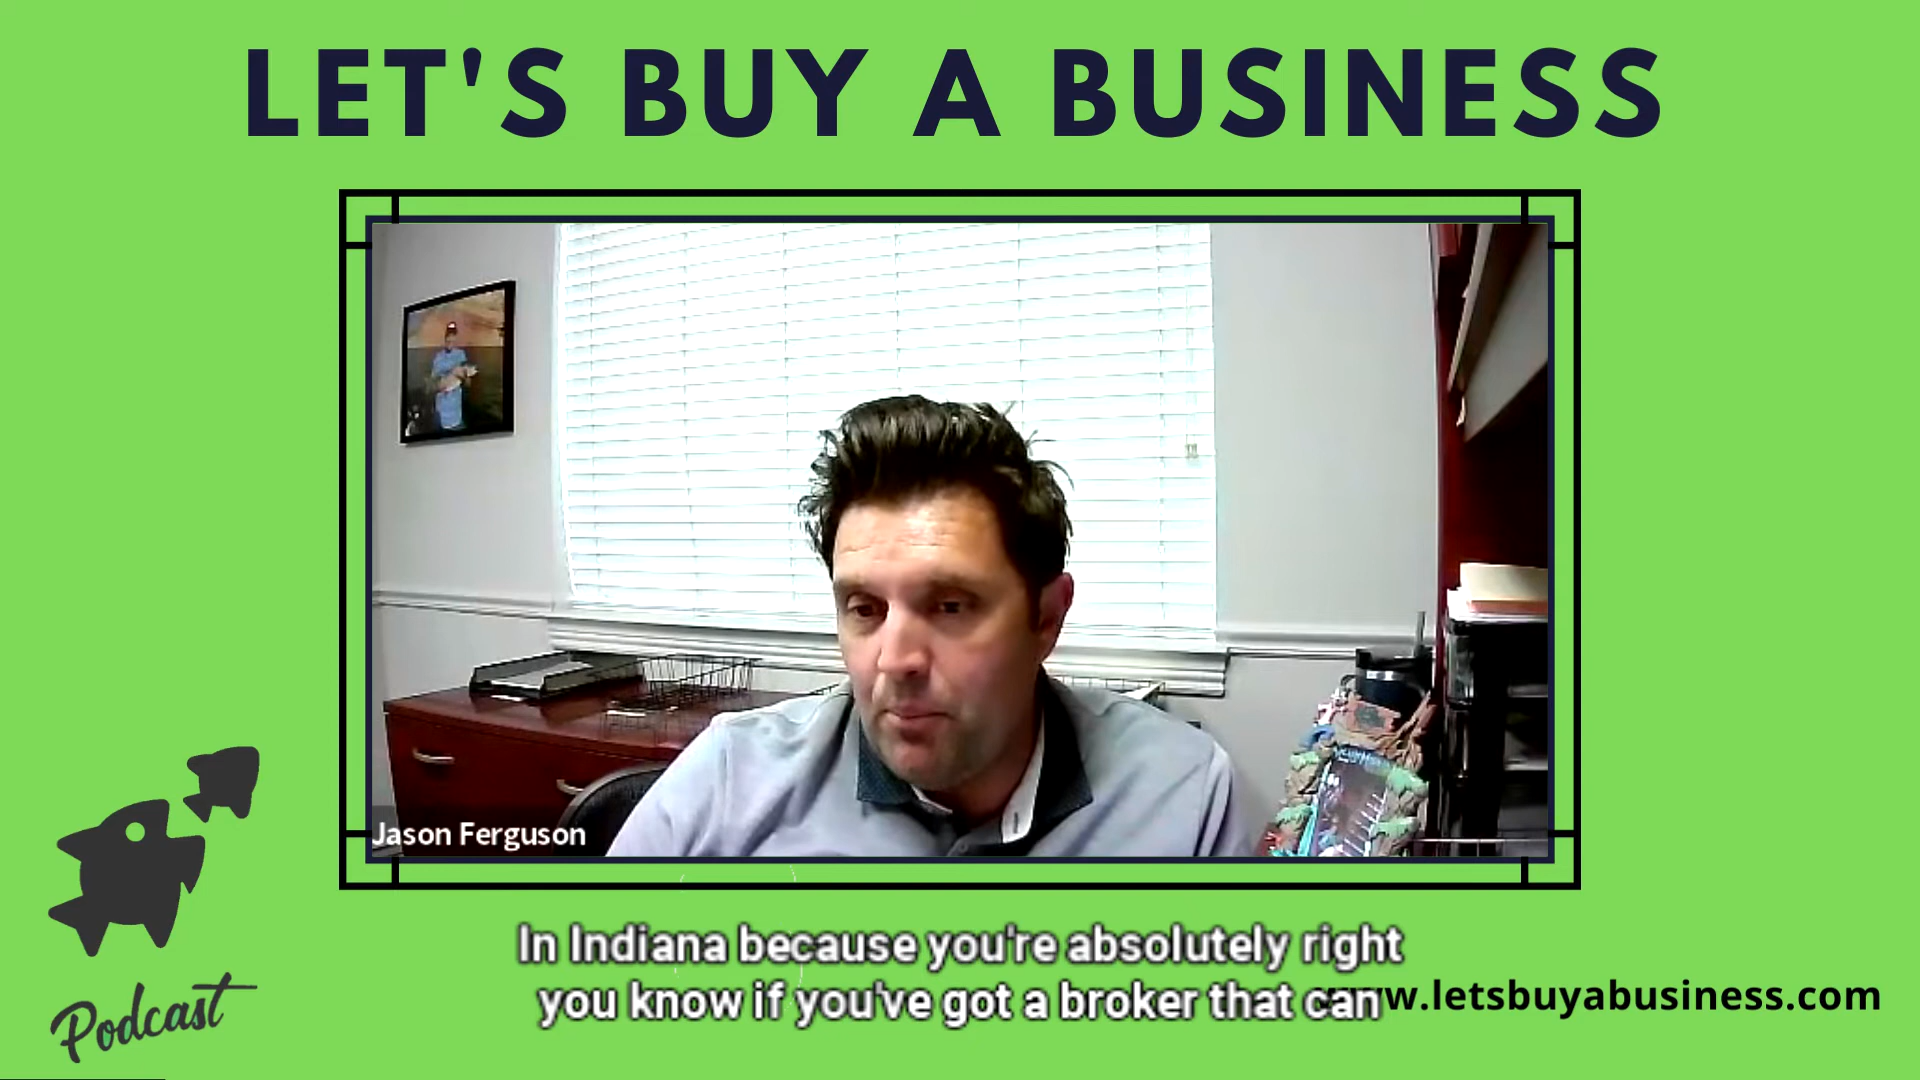 LET'S BUY A BUSINESS
Jason Ferguson
In Indiana because you're absolutely right
you know if you've got a broker that can
www.letsbuyabusiness.com
Podcast